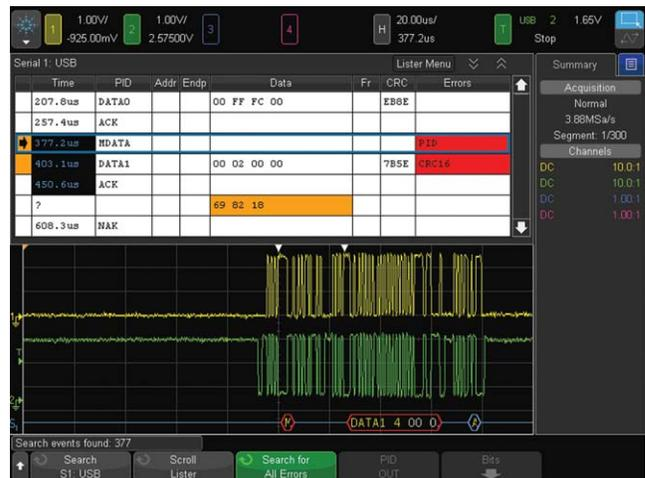 1 1.00V/ -925.00mV 2 1.00V/ 2.57500V 3 4 H 20.00us/ 377.2us T USB 2 1.65V Stop
Serial 1: USB Lister Menu
Time PID Addr Endp Data Fr CRC Errors
207.8us DATA0 00 FF FC 00 EB8E
257.4us ACK
377.2us MDATA PID
403.1us DATA1 00 02 00 00 7B5E CRC16
450.6us ACK
? 69 82 18
608.3us NAK
Summary
Acquisition
Normal
3.88MSa/s
Segment: 1/300
Channels
DC 10.0:1
DC 10.0:1
DC 1.00:1
DC 1.00:1
1
T
2
S1 M DATA1 4 00 0 A
Search events found: 377
Search
S1: USB
Scroll
Lister
Search for
All Errors
PID
OUT
Bits